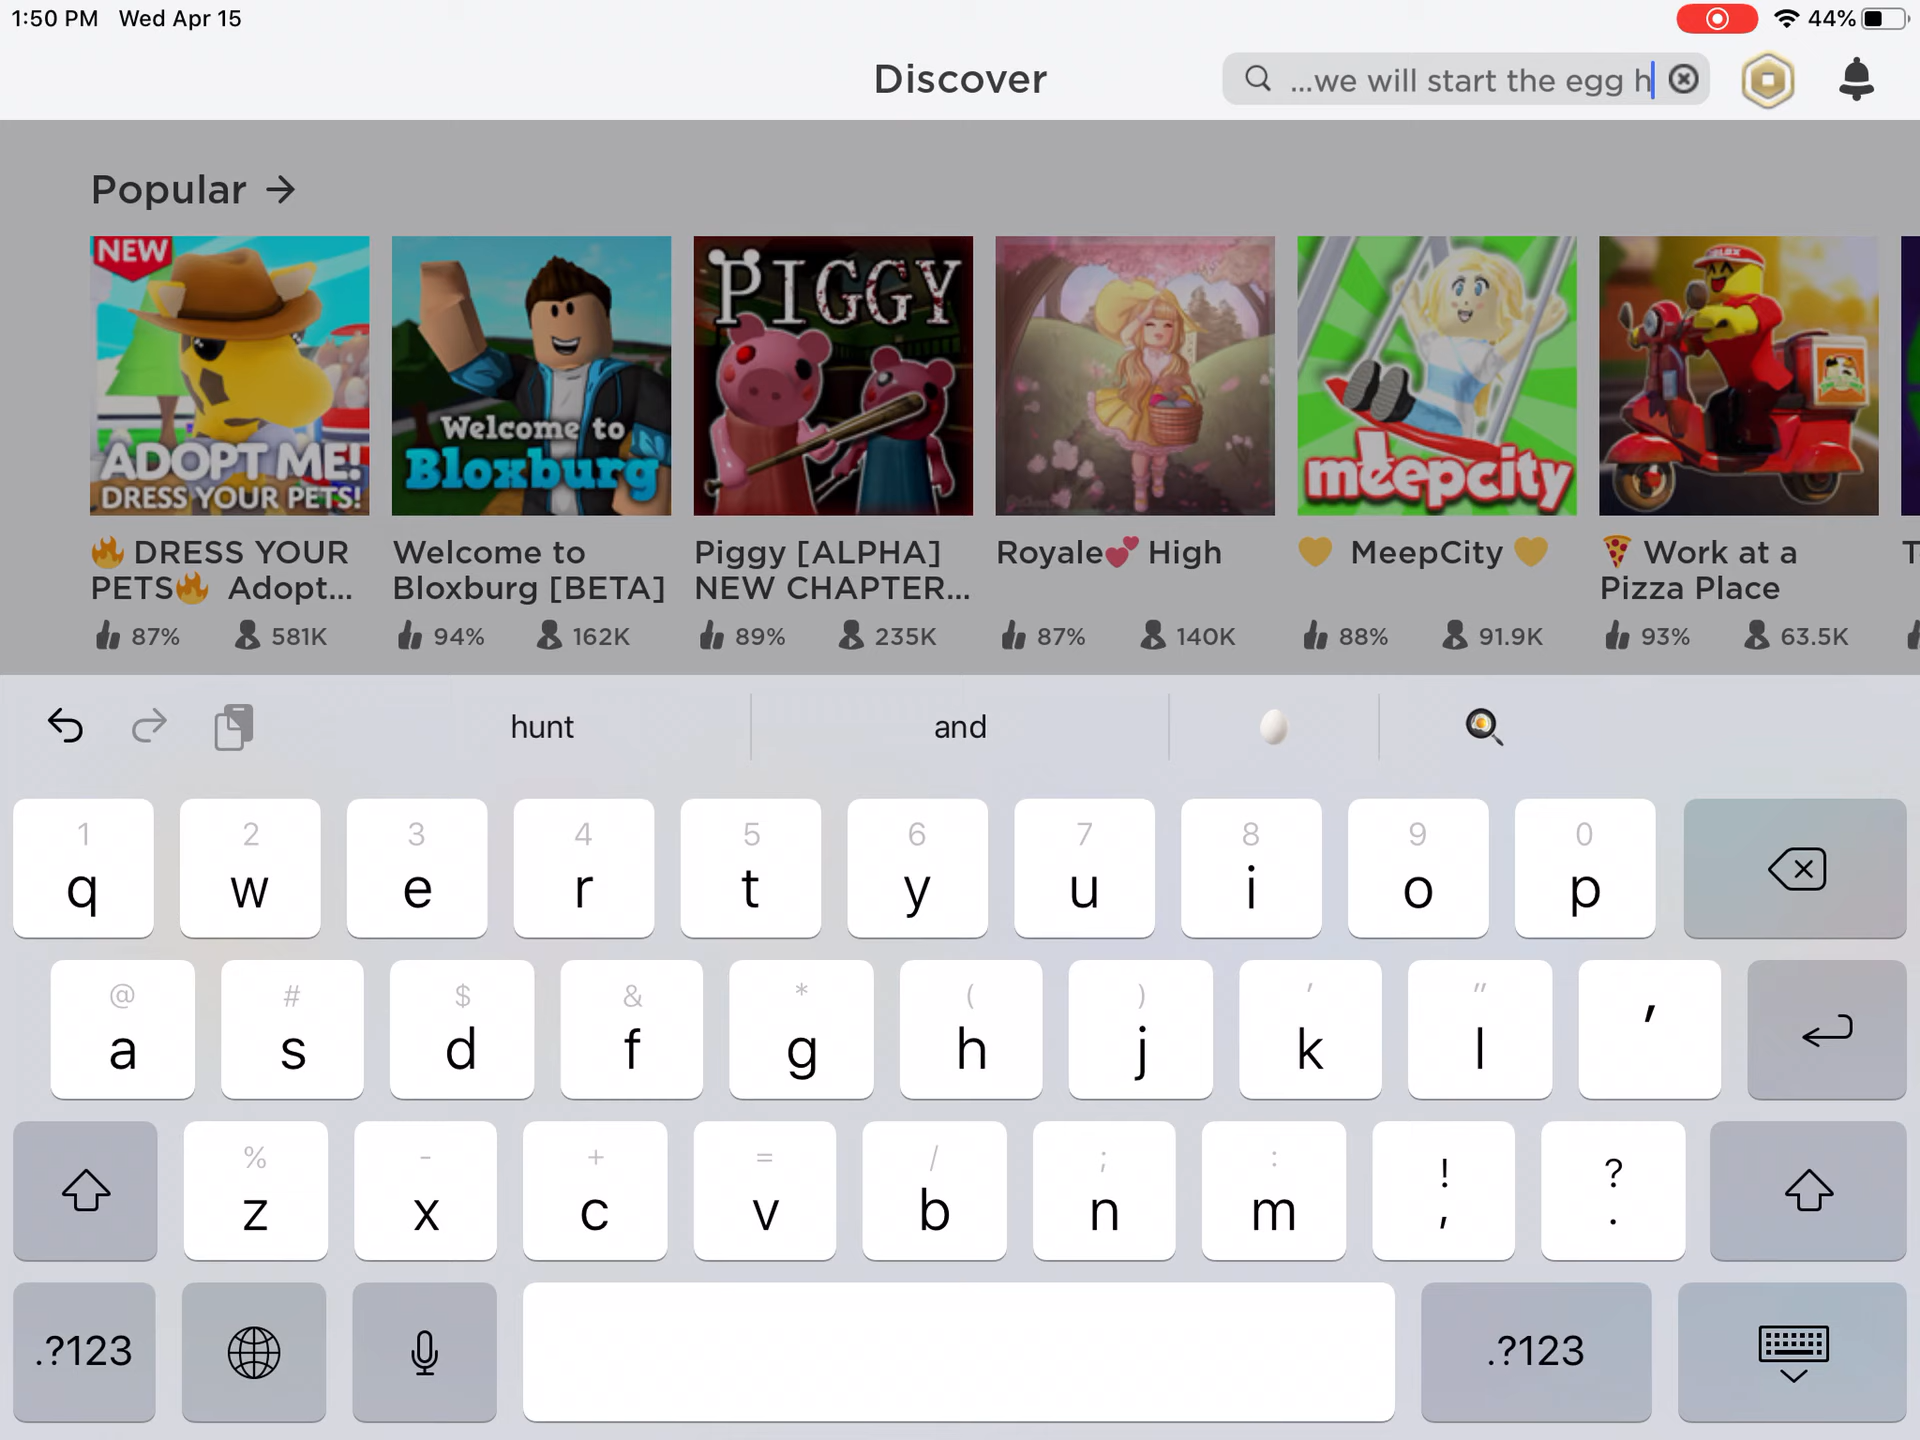 1:50 PM Wed Apr 15
44%
Discover
...we will start the egg h
Popular →
NEW
ADOPT ME!
DRESS YOUR PETS!
Welcome to
Bloxburg
PIGGY
meepcity
🔥 DRESS YOUR
PETS🔥 Adopt...
87% 581K
Welcome to
Bloxburg [BETA]
94% 162K
Piggy [ALPHA]
NEW CHAPTER...
89% 235K
Royale💕 High
87% 140K
💛 MeepCity 💛
88% 91.9K
🍕 Work at a
Pizza Place
93% 63.5K
T
hunt and 🥚 🍳
1 2 3 4 5 6 7 8 9 0
q w e r t y u i o p
@ # $ & * ( ) ' "
a s d f g h j k l '
% - + = / ; : ! ?
z x c v b n m , .
.?123 .?123